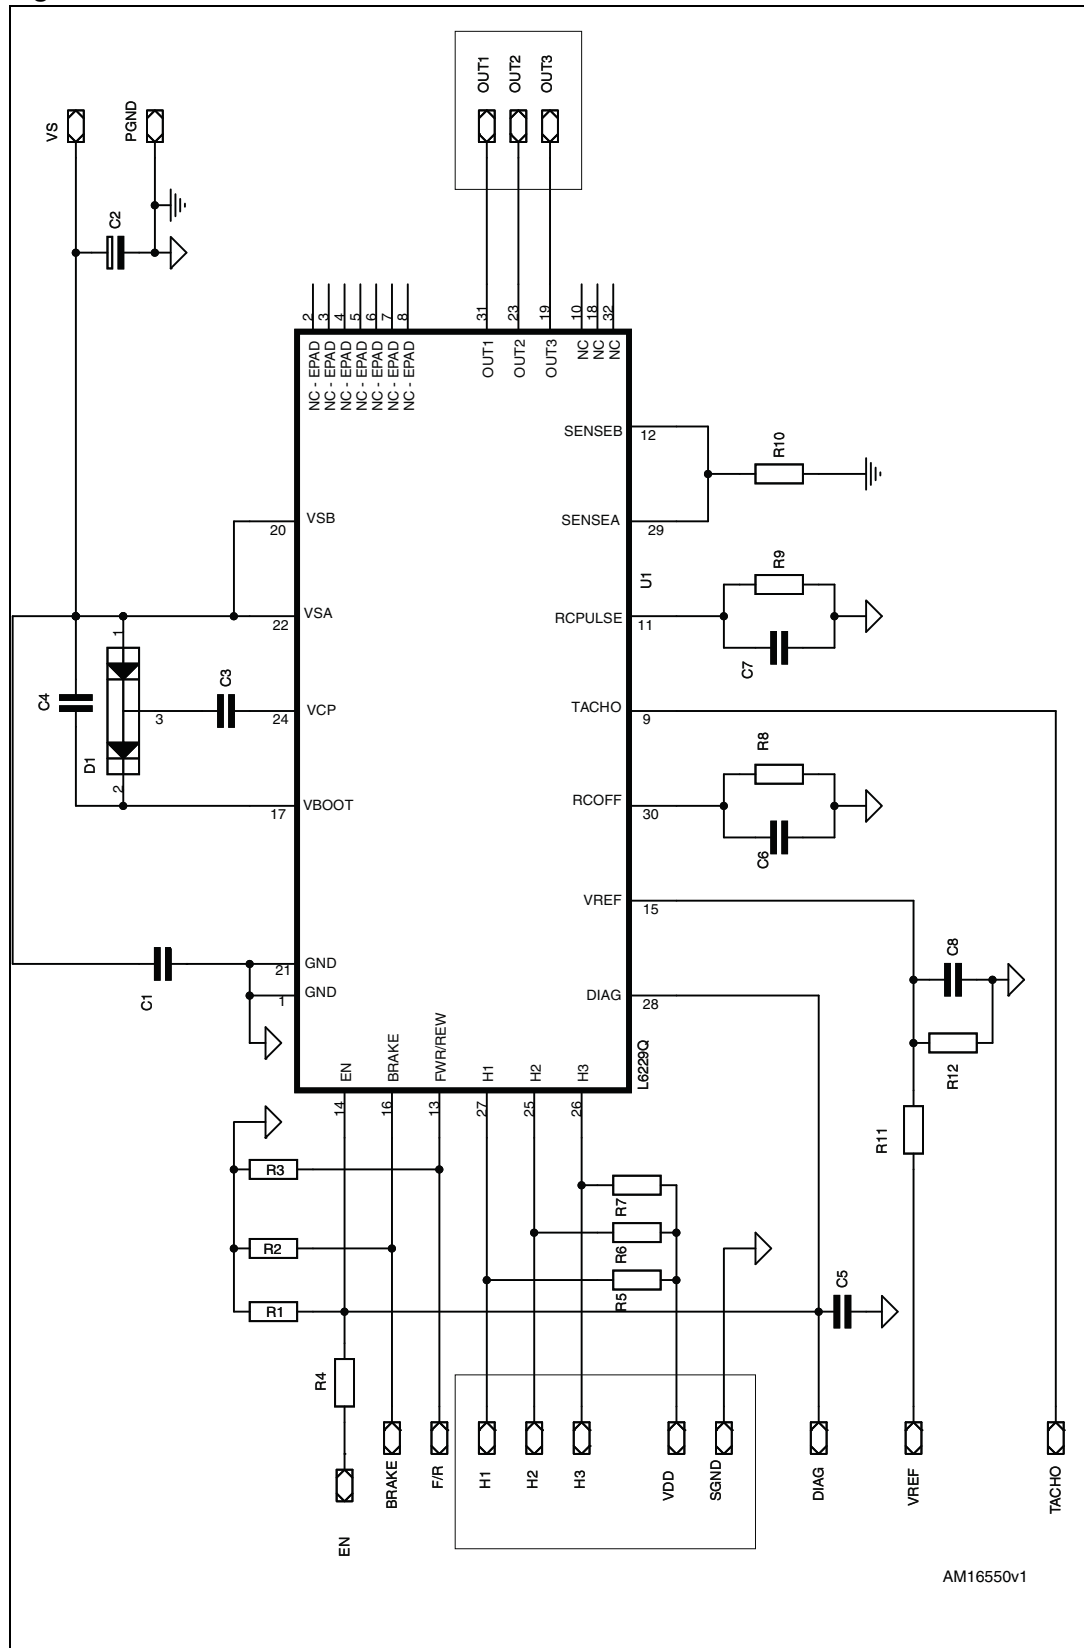 OUT1
OUT2
OUT3
VS
PGND
C2
2
3
4
5
6
7
8
NC - EPAD
NC - EPAD
NC - EPAD
NC - EPAD
NC - EPAD
NC - EPAD
NC - EPAD
31
23
19
10
18
32
OUT1
OUT2
OUT3
NC
NC
NC
SENSEB
12
R10
VSB
20
SENSEA
29
U1
R9
VSA
22
RCPULSE
11
C7
1
C4
C3
3
VCP
24
TACHO
9
D1
2
R8
VBOOT
17
RCOFF
30
C6
VREF
15
C1
21
GND
1
GND
DIAG
28
C8
R12
EN
BRAKE
FWR/REW
H1
H2
H3
L6229Q
14
16
13
27
25
26
R11
R3
R2
R1
R7
R6
R5
C5
R4
EN
BRAKE
F/R
H1
H2
H3
VDD
SGND
DIAG
VREF
TACHO
AM16550v1